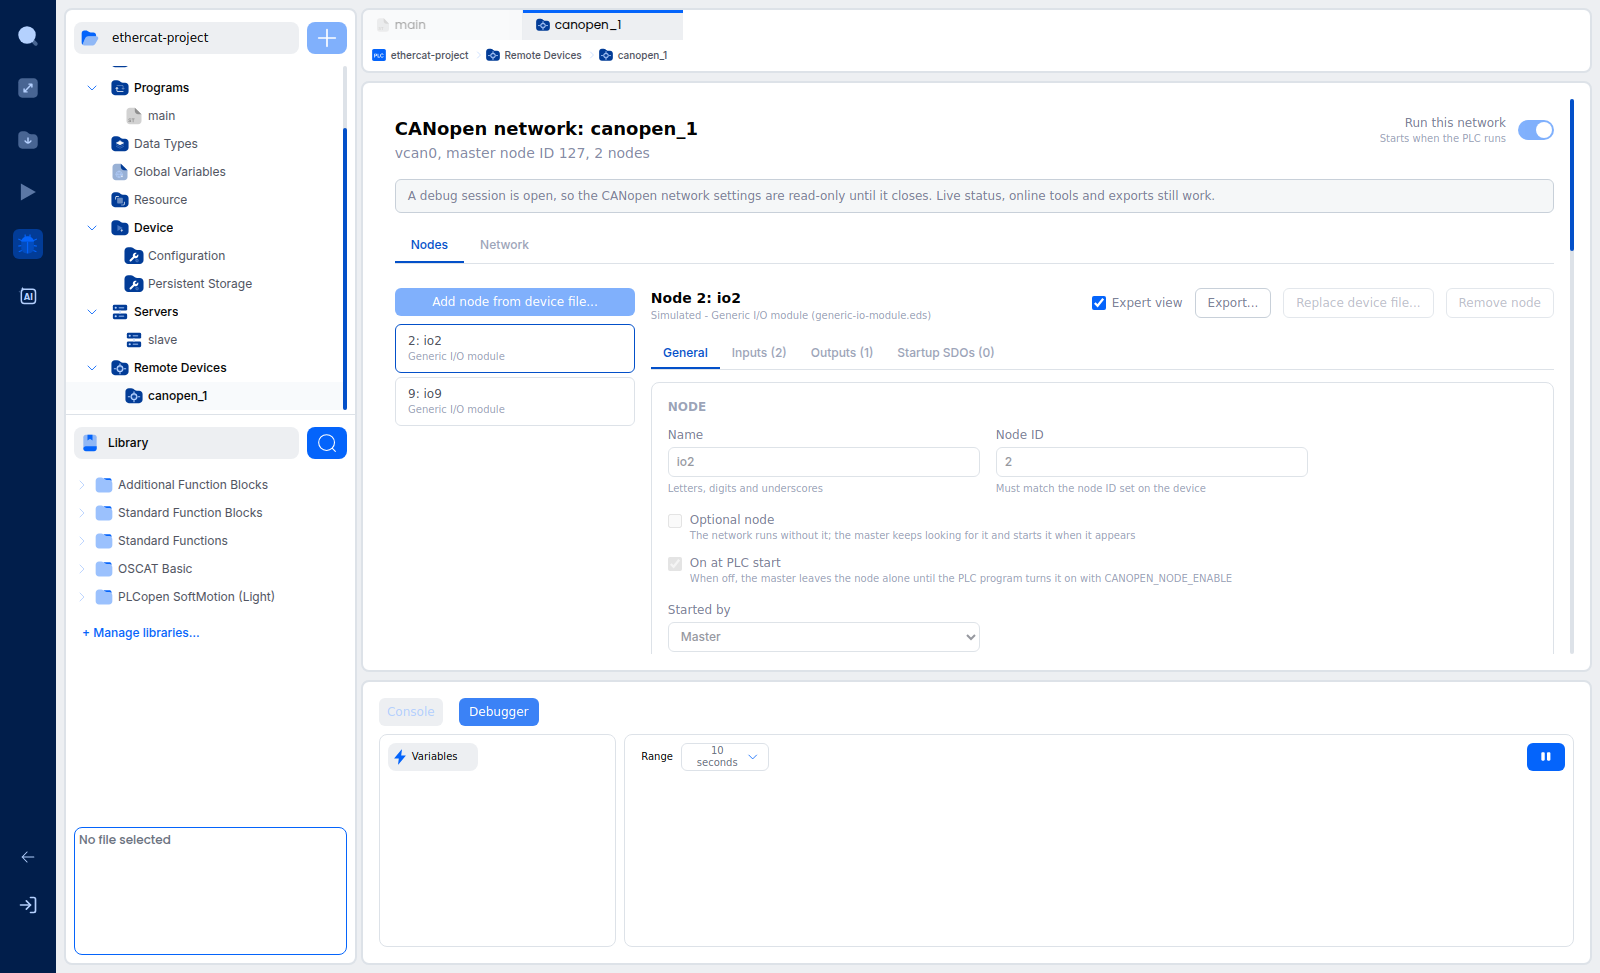 ethercat-project
Programs
main
Data Types
Global Variables
Resource
Device
Configuration
Persistent Storage
Servers
slave
Remote Devices
canopen_1
AI
Library
Additional Function Blocks
Standard Function Blocks
Standard Functions
OSCAT Basic
PLCopen SoftMotion (Light)
+ Manage libraries...
No file selected
main
canopen_1
PLC ethercat-project
Remote Devices
canopen_1
CANopen network: canopen_1
vcan0, master node ID 127, 2 nodes
Run this network
Starts when the PLC runs
A debug session is open, so the CANopen network settings are read-only until it closes. Live status, online tools and exports still work.
Nodes
Network
Add node from device file...
2: io2
Generic I/O module
9: io9
Generic I/O module
Node 2: io2
Simulated - Generic I/O module (generic-io-module.eds)
Expert view
Export...
Replace device file...
Remove node
General
Inputs (2)
Outputs (1)
Startup SDOs (0)
NODE
Name
io2
Letters, digits and underscores
Node ID
2
Must match the node ID set on the device
Optional node
The network runs without it; the master keeps looking for it and starts it when it appears
On at PLC start
When off, the master leaves the node alone until the PLC program turns it on with CANOPEN_NODE_ENABLE
Started by
Master
Console
Debugger
Variables
Range
10
seconds